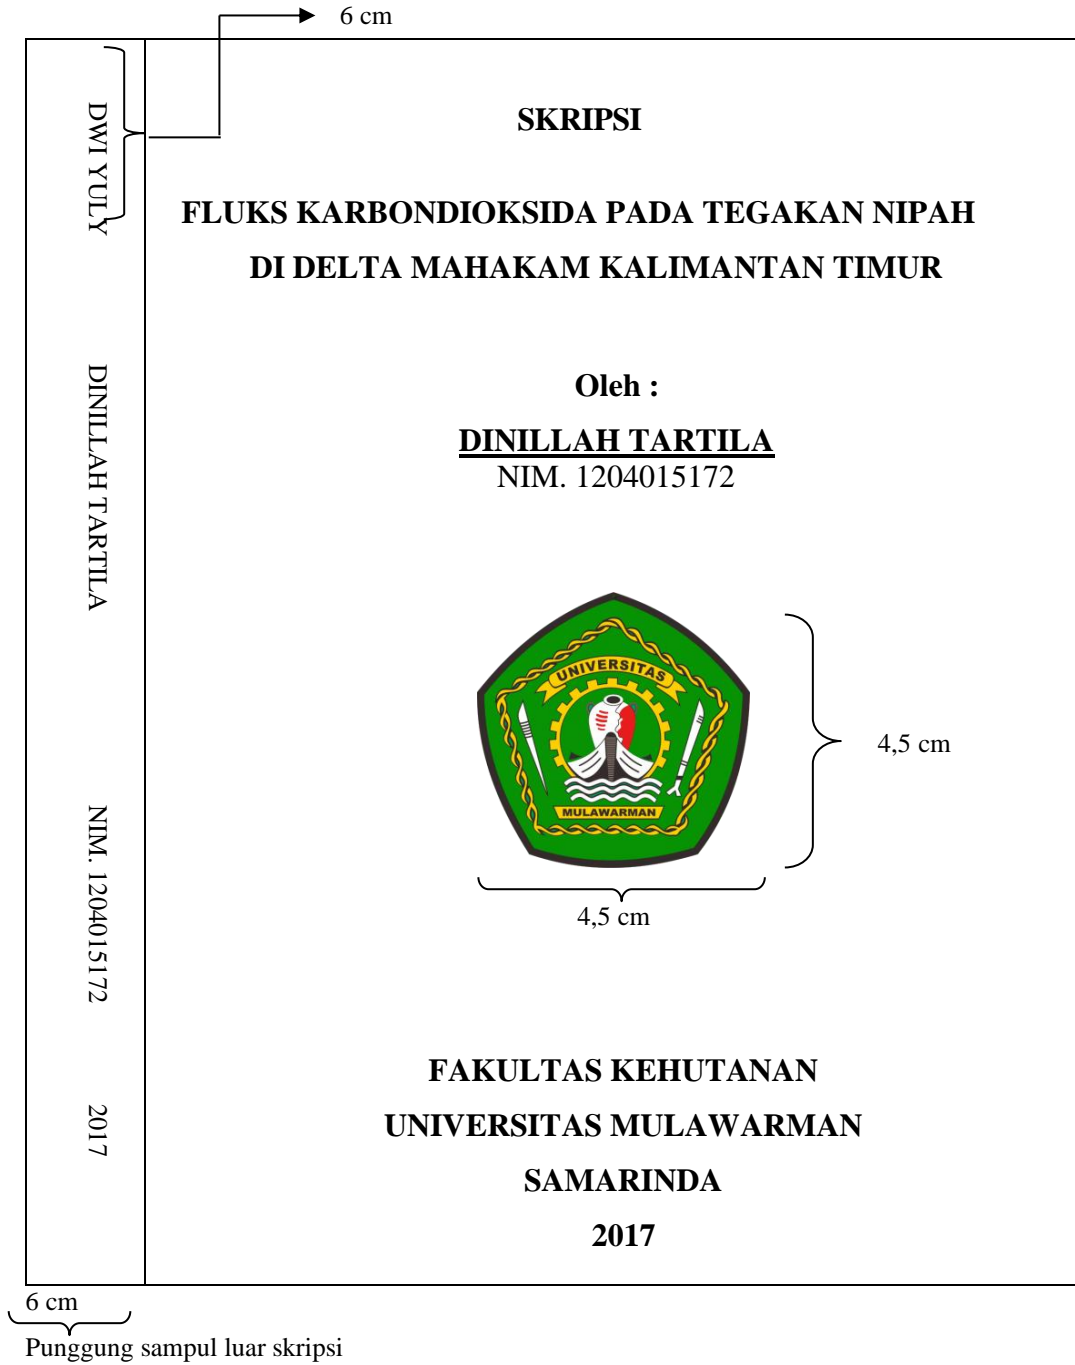 6 cm
DWI YULY
DINILLAH TARTILA
NIM. 1204015172
2017
SKRIPSI
FLUKS KARBONDIOKSIDA PADA TEGAKAN NIPAH
DI DELTA MAHAKAM KALIMANTAN TIMUR
Oleh :
DINILLAH TARTILA
NIM. 1204015172
UNIVERSITAS
MULAWARMAN
4,5 cm
4,5 cm
FAKULTAS KEHUTANAN
UNIVERSITAS MULAWARMAN
SAMARINDA
2017
6 cm
Punggung sampul luar skripsi